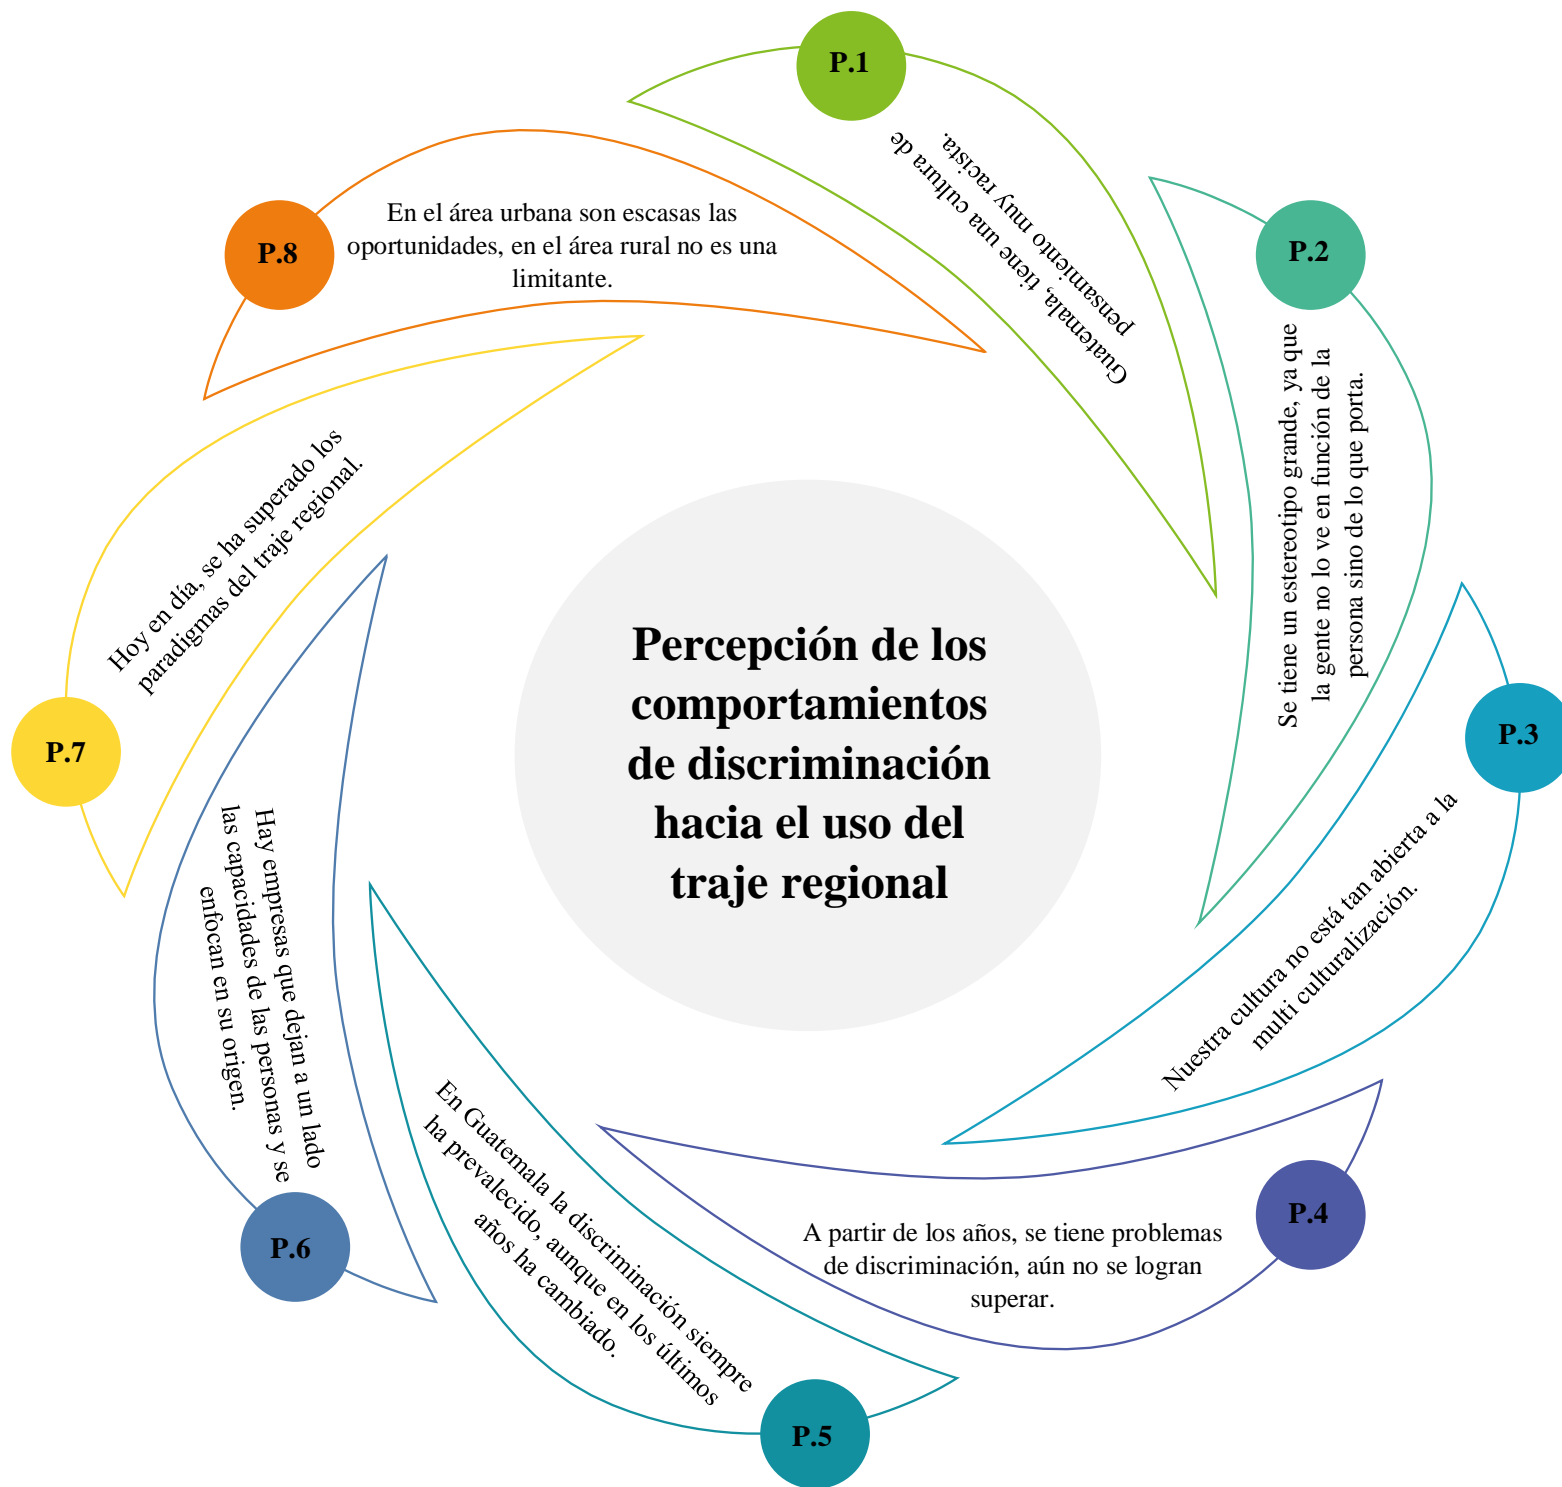 Percepción de los
comportamientos
de discriminación
hacia el uso del
traje regional
P.1
Guatemala, tiene una cultura de
pensamiento muy racista.
P.2
Se tiene un estereotipo grande, ya que
la gente no lo ve en función de la
persona sino de lo que porta.
P.3
Nuestra cultura no está tan abierta a la
multi culturalización.
P.4
A partir de los años, se tiene problemas
de discriminación, aún no se logran
superar.
P.5
En Guatemala la discriminación siempre
ha prevalecido, aunque en los últimos
años ha cambiado.
P.6
Hay empresas que dejan a un lado
las capacidades de las personas y se
enfocan en su origen.
P.7
Hoy en día, se ha superado los
paradigmas del traje regional.
P.8
En el área urbana son escasas las
oportunidades, en el área rural no es una
limitante.